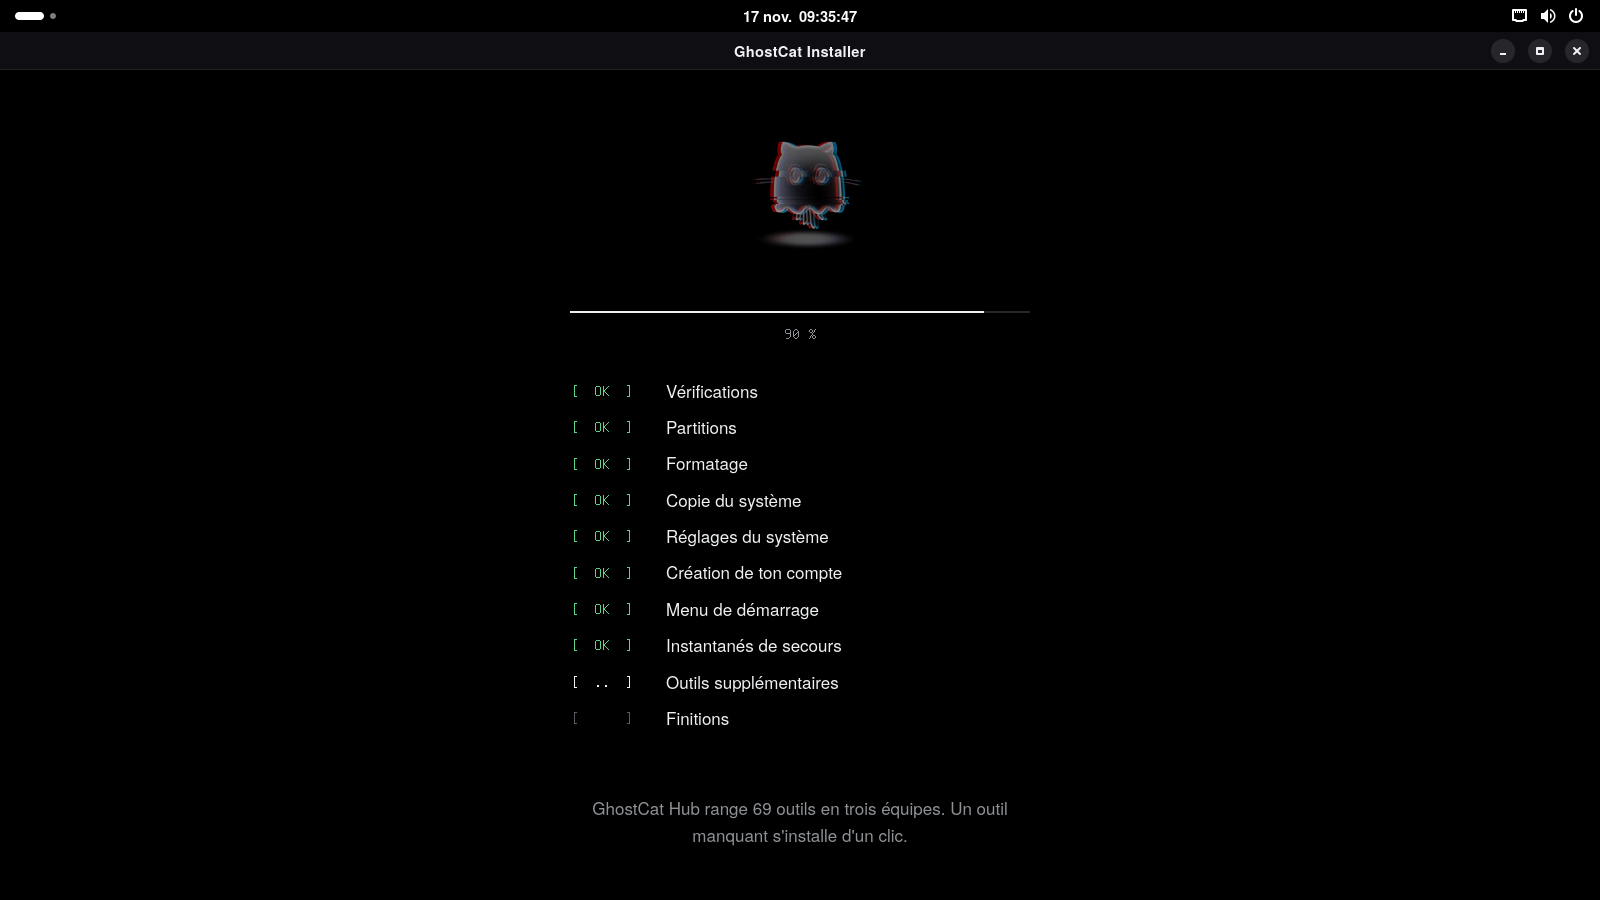 17 nov. 09:35:47
GhostCat Installer
90 %
[ OK ] Vérifications
[ OK ] Partitions
[ OK ] Formatage
[ OK ] Copie du système
[ OK ] Réglages du système
[ OK ] Création de ton compte
[ OK ] Menu de démarrage
[ OK ] Instantanés de secours
[ .. ] Outils supplémentaires
[ ] Finitions
GhostCat Hub range 69 outils en trois équipes. Un outil
manquant s'installe d'un clic.